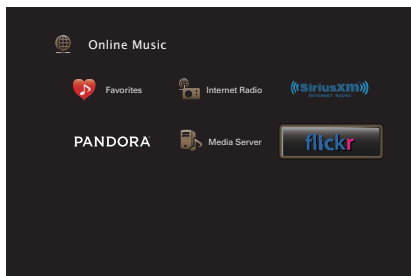 Online Music
Favorites
Internet Radio
((SiriusXM))
INTERNET RADIO
PANDORA
Media Server
flickr